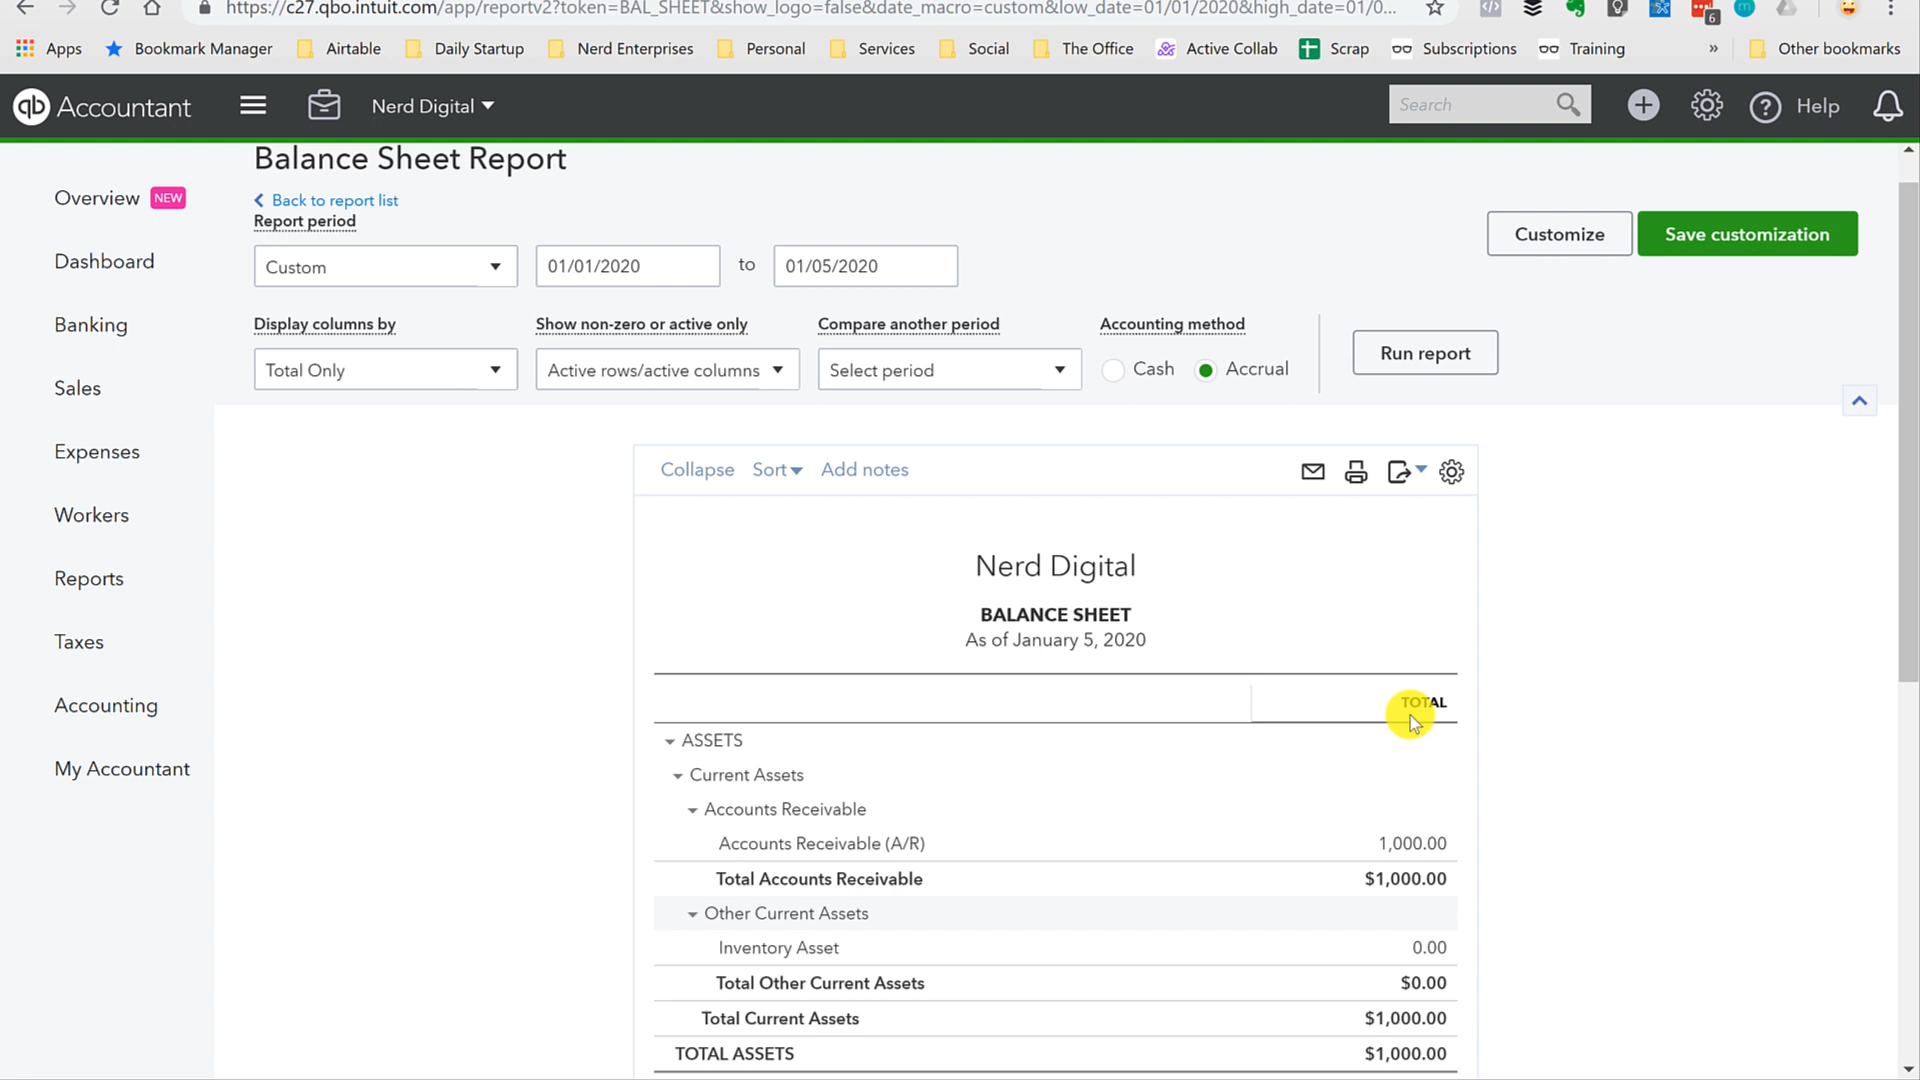 https://c27.qbo.intuit.com/app/reportv2?token=BAL_SHEET&show_logo=false&date_macro=custom&low_date=01/01/2020&high_date=01/0...
6
Apps Bookmark Manager Airtable Daily Startup Nerd Enterprises Personal Services Social The Office Active Collab Scrap Subscriptions Training » Other bookmarks
qb Accountant Nerd Digital Search Help
Balance Sheet Report
Overview NEW
Back to report list
Report period
Customize Save customization
Dashboard
Custom 01/01/2020 to 01/05/2020
Banking
Display columns by Show non-zero or active only Compare another period Accounting method
Run report
Total Only Active rows/active columns Select period Cash Accrual
Sales
Expenses
Collapse Sort Add notes
Workers
Nerd Digital
Reports
BALANCE SHEET
As of January 5, 2020
Taxes
Accounting
TOTAL
ASSETS
My Accountant
Current Assets
Accounts Receivable
Accounts Receivable (A/R) 1,000.00
Total Accounts Receivable $1,000.00
Other Current Assets
Inventory Asset 0.00
Total Other Current Assets $0.00
Total Current Assets $1,000.00
TOTAL ASSETS $1,000.00